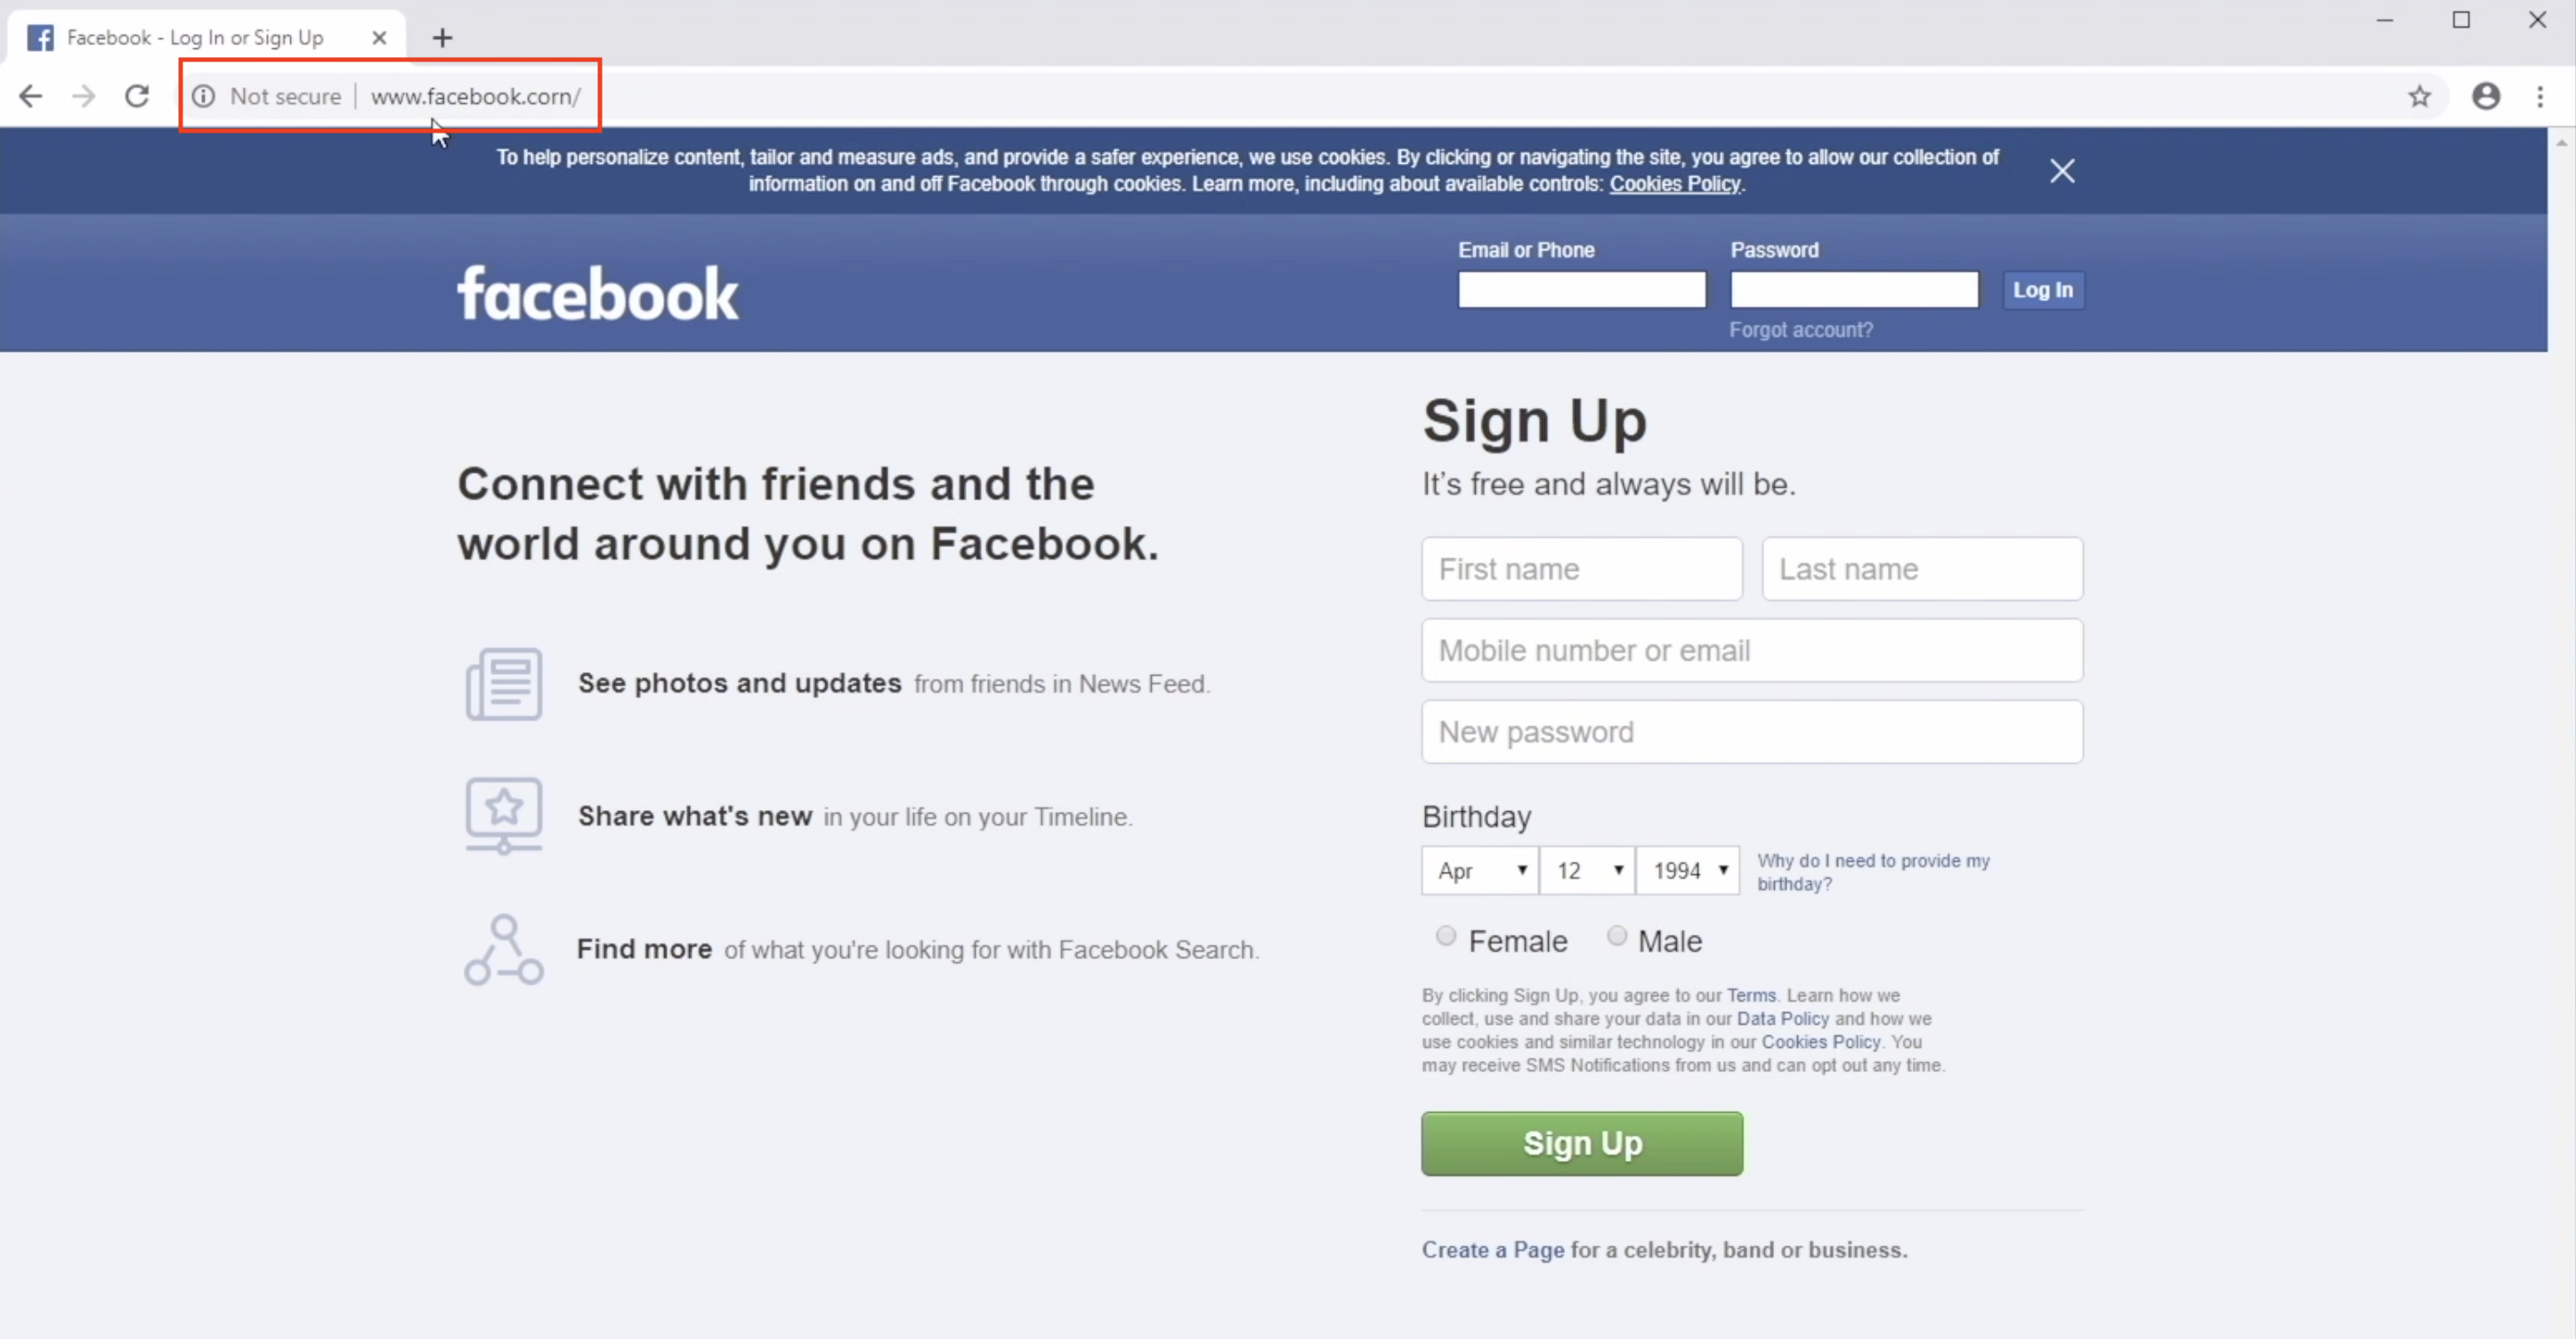 Facebook - Log In or Sign Up
Not secure | www.facebook.corn/
To help personalize content, tailor and measure ads, and provide a safer experience, we use cookies. By clicking or navigating the site, you agree to allow our collection of
information on and off Facebook through cookies. Learn more, including about available controls: Cookies Policy.
facebook
Email or Phone
Password
Log In
Forgot account?
Connect with friends and the
world around you on Facebook.
See photos and updates from friends in News Feed.
Share what's new in your life on your Timeline.
Find more of what you're looking for with Facebook Search.
Sign Up
It's free and always will be.
First name
Last name
Mobile number or email
New password
Birthday
Apr 12 1994
Why do I need to provide my
birthday?
Female Male
By clicking Sign Up, you agree to our Terms. Learn how we
collect, use and share your data in our Data Policy and how we
use cookies and similar technology in our Cookies Policy. You
may receive SMS Notifications from us and can opt out any time.
Sign Up
Create a Page for a celebrity, band or business.